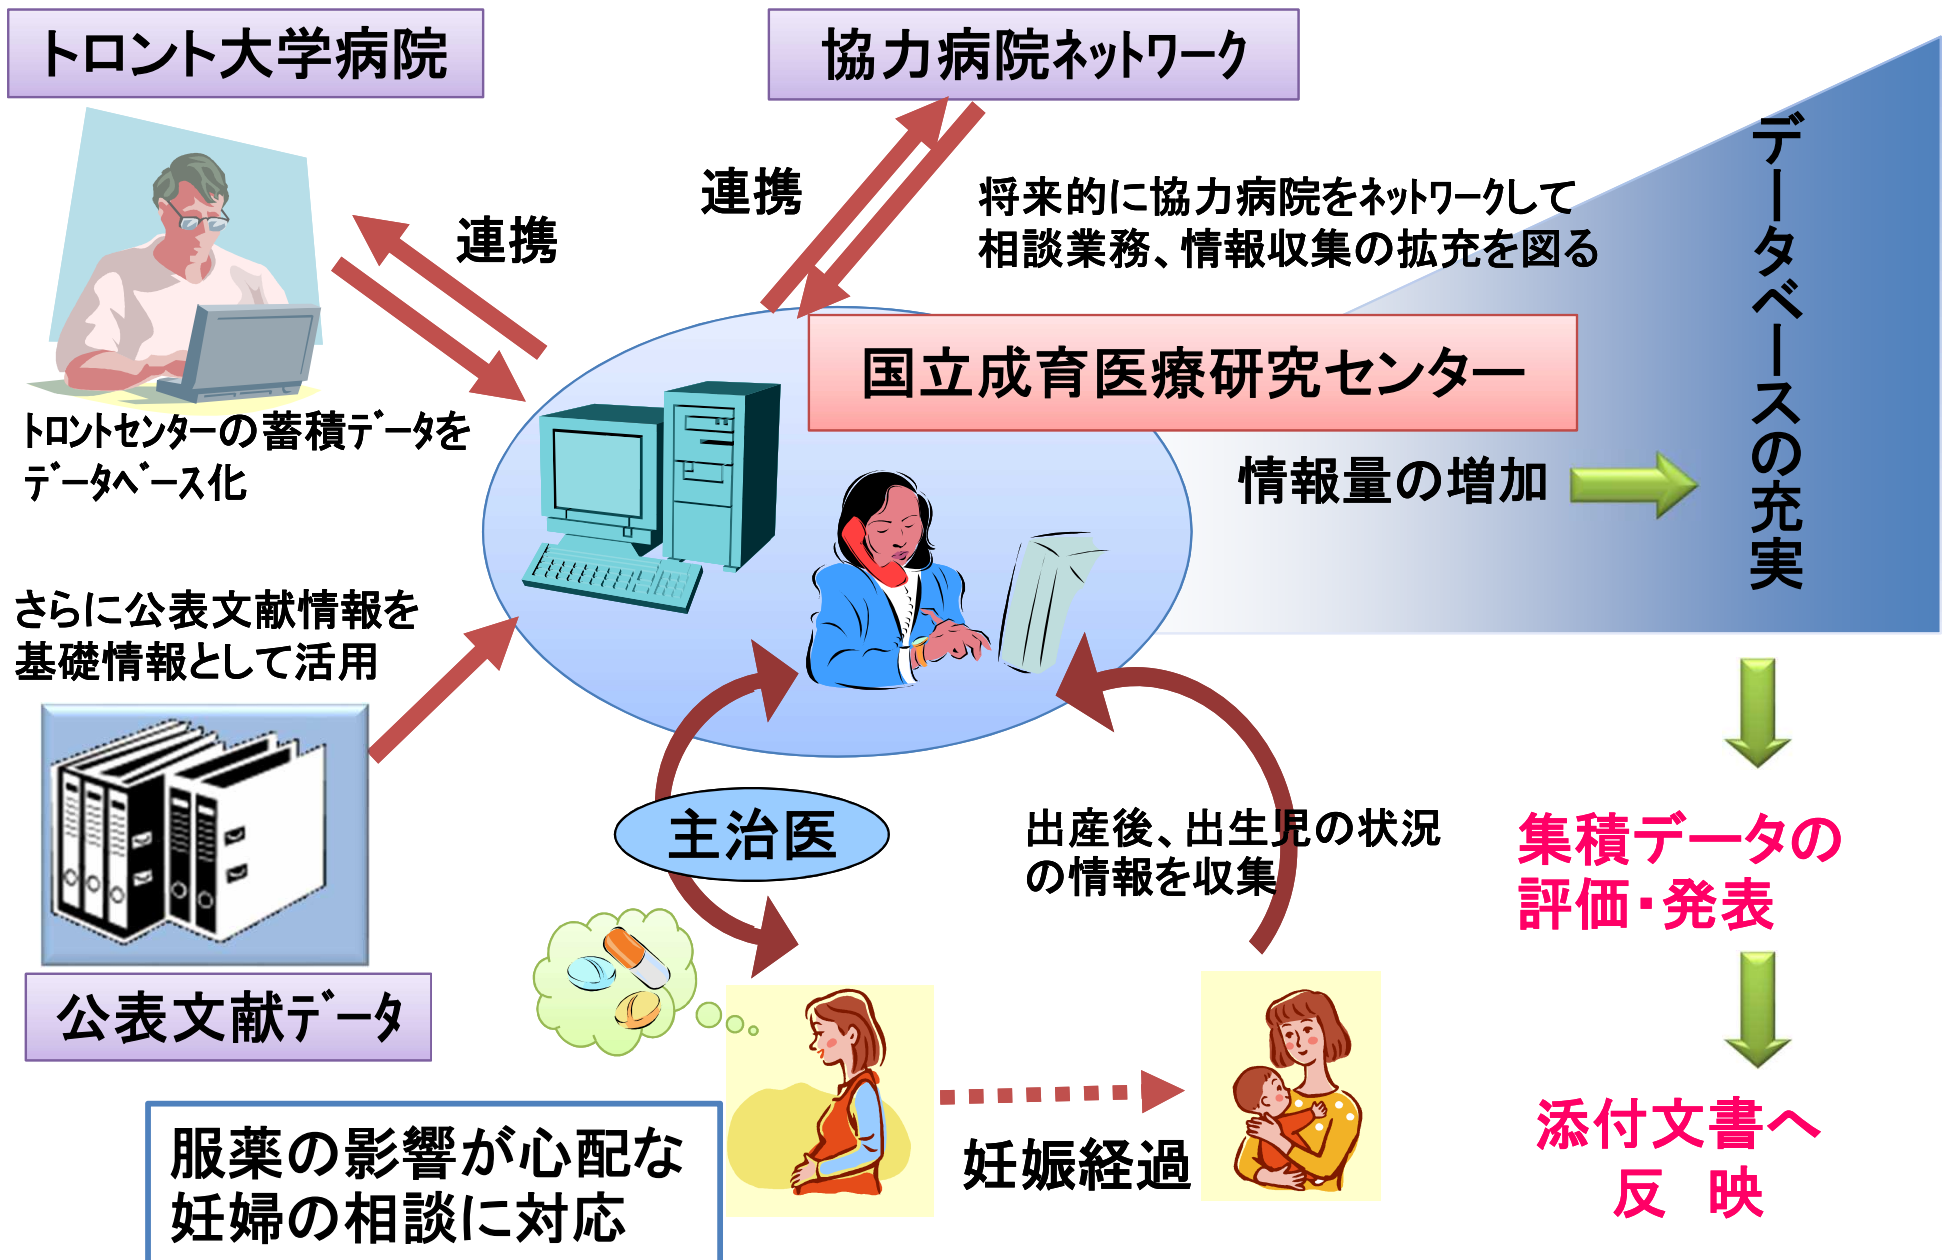 トロント大学病院
協力病院ネットワーク
連携
連携
将来的に協力病院をネットワークして
相談業務、情報収集の拡充を図る
データベースの充実
国立成育医療研究センター
トロントセンターの蓄積データを
データベース化
情報量の増加
さらに公表文献情報を
基礎情報として活用
主治医
出産後、出生児の状況
の情報を収集
集積データの
評価・発表
公表文献データ
服薬の影響が心配な
妊婦の相談に対応
妊娠経過
添付文書へ
反　映